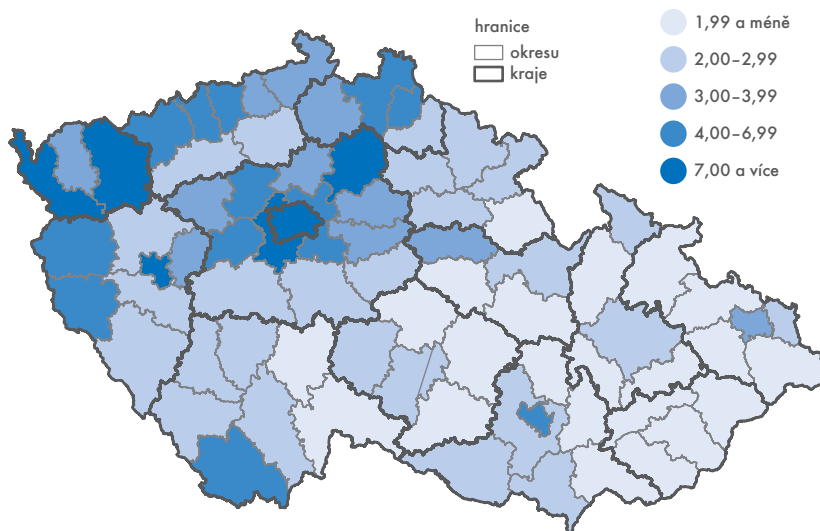 hranice
okresu
kraje
1,99 a méně
2,00–2,99
3,00–3,99
4,00–6,99
7,00 a více